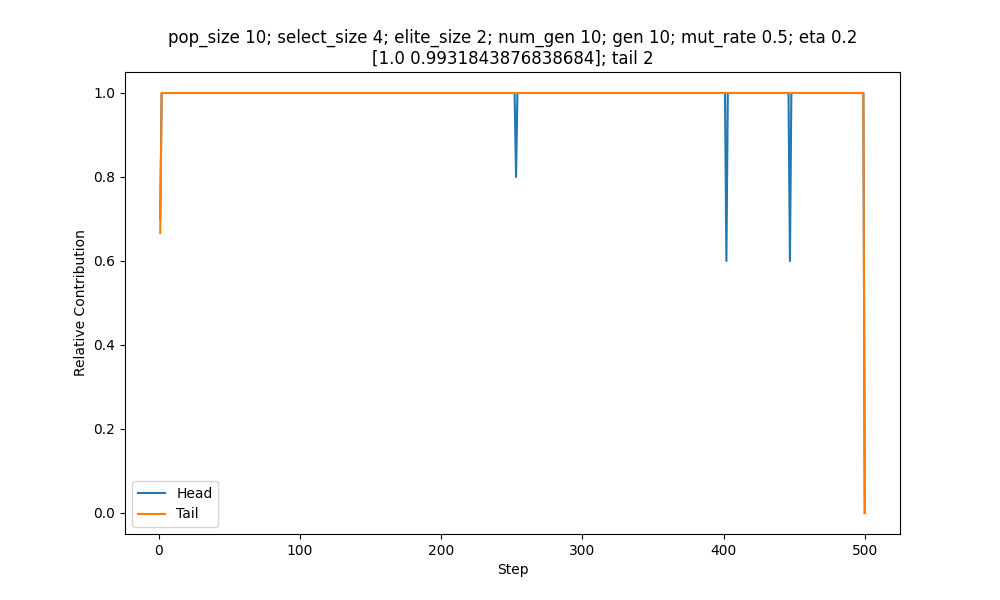 pop_size 10; select_size 4; elite_size 2; num_gen 10; gen 10; mut_rate 0.5; eta 0.2
[1.0 0.9931843876838684]; tail 2
1.0
0.8
0.6
0.4
0.2
0.0
Relative Contribution
Head
Tail
0
100
200
300
400
500
Step